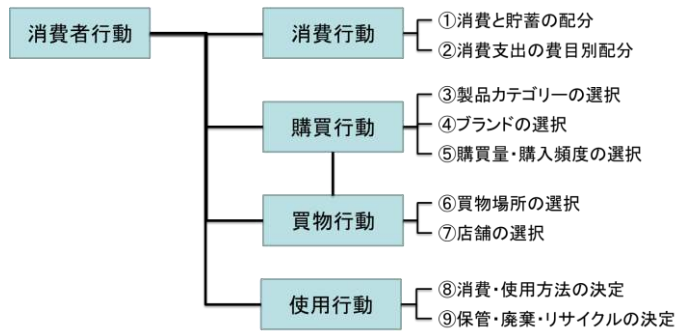 消費者行動
消費行動
①消費と貯蓄の配分
②消費支出の費目別配分
購買行動
③製品カテゴリーの選択
④ブランドの選択
⑤購買量・購入頻度の選択
買物行動
⑥買物場所の選択
⑦店舗の選択
使用行動
⑧消費・使用方法の決定
⑨保管・廃棄・リサイクルの決定